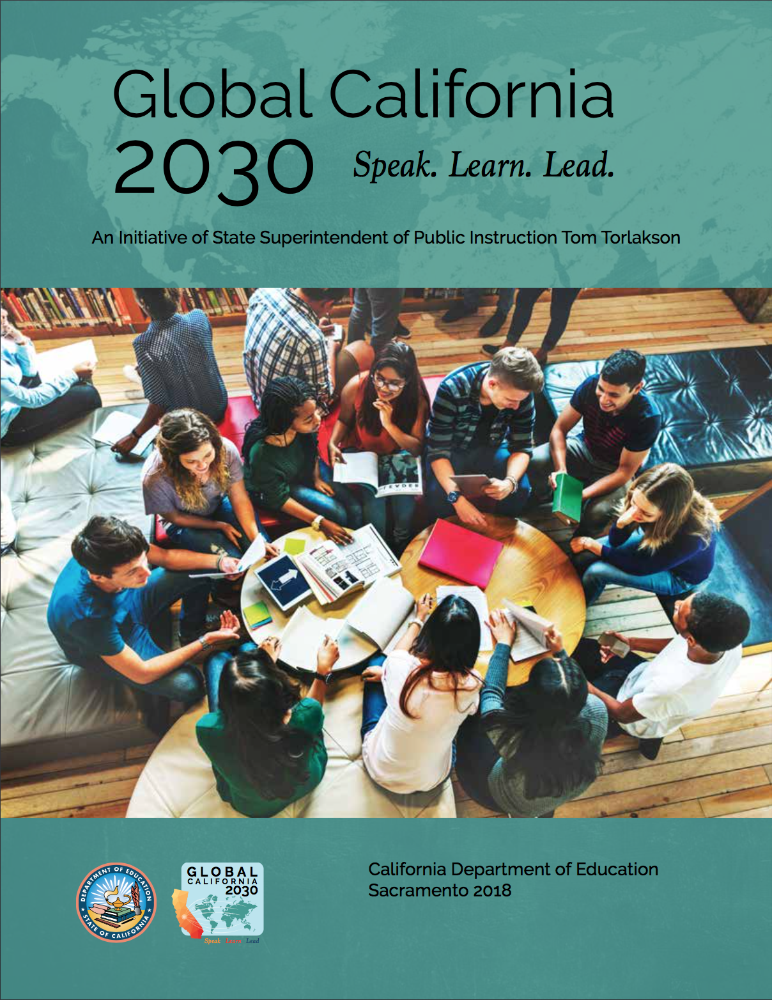 Global California
2030 Speak. Learn. Lead.
An Initiative of State Superintendent of Public Instruction Tom Torlakson
DEPARTMENT OF EDUCATION
STATE OF CALIFORNIA
GLOBAL
CALIFORNIA
2030
Speak Learn Lead
California Department of Education
Sacramento 2018